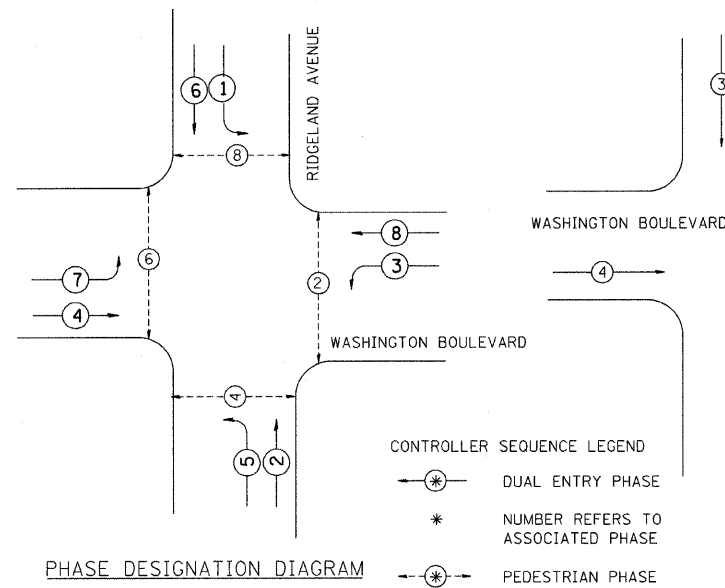 RIDGELAND AVENUE
6
1
8
6
2
8
3
7
4
WASHINGTON BOULEVARD
4
5
2
PHASE DESIGNATION DIAGRAM
3
WASHINGTON BOULEVARD
4
CONTROLLER SEQUENCE LEGEND
* DUAL ENTRY PHASE
* NUMBER REFERS TO
ASSOCIATED PHASE
* PEDESTRIAN PHASE